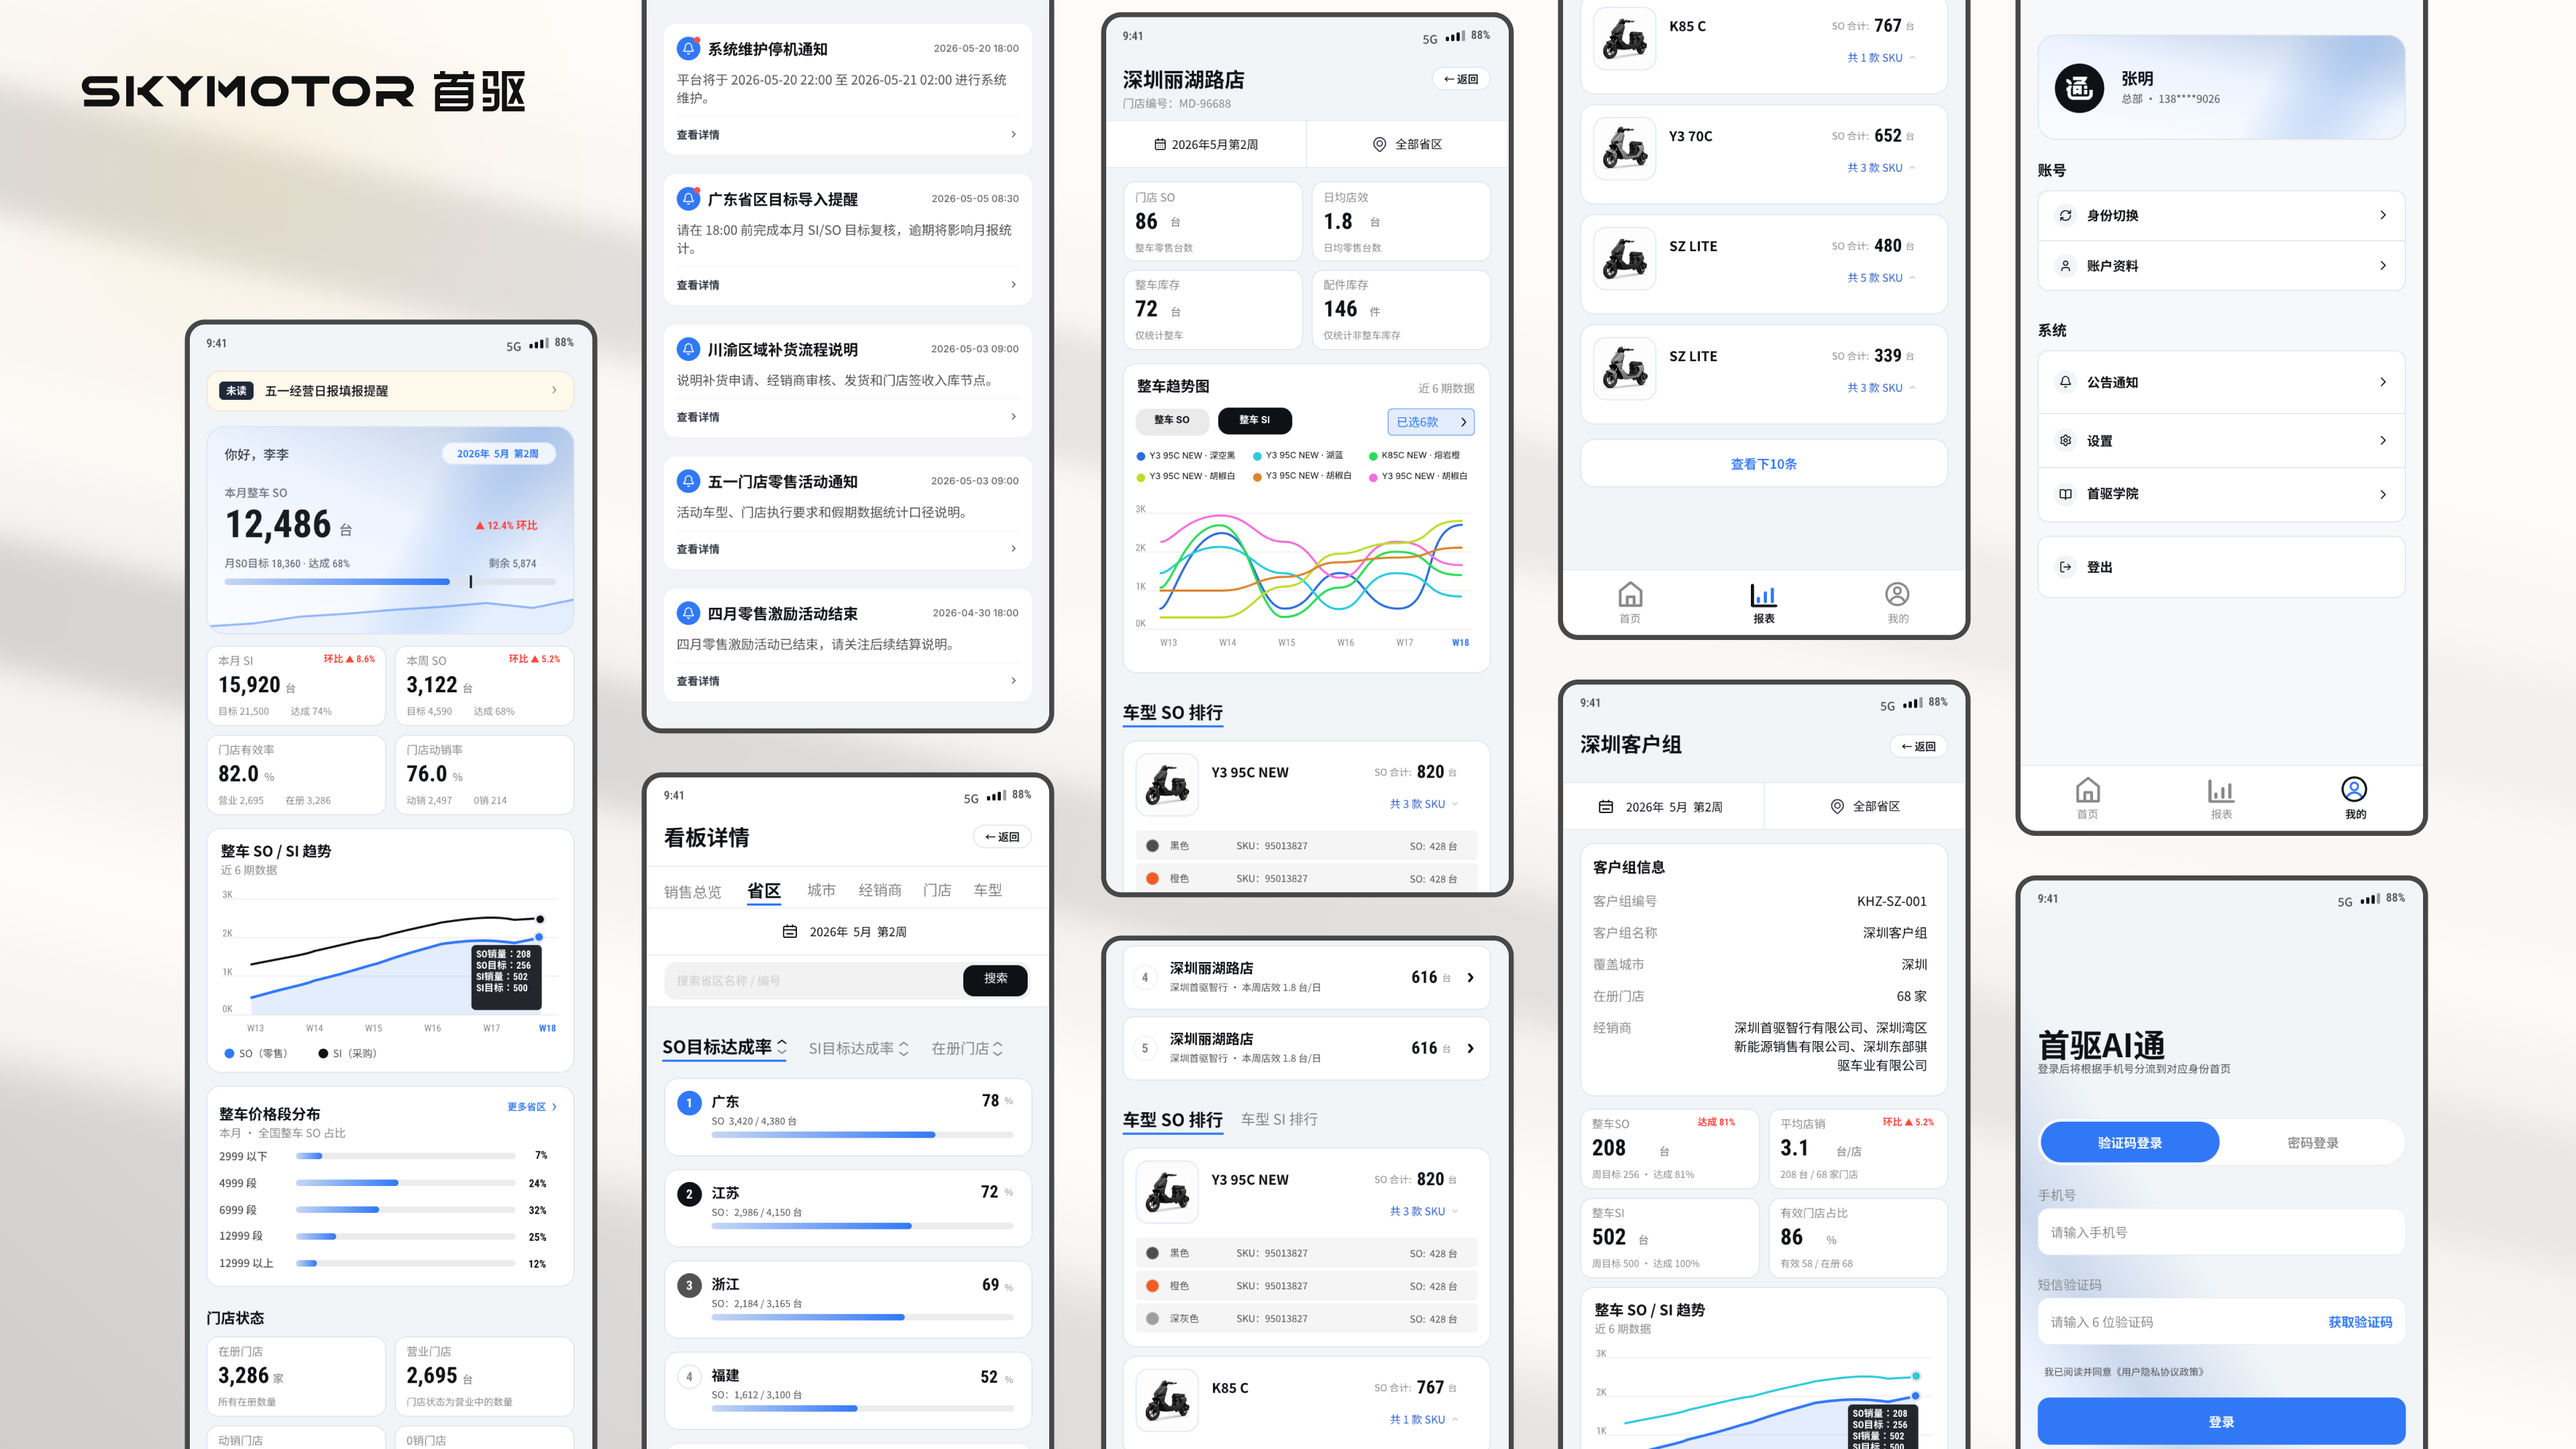 SKYMOTOR 首驱
9:41
5G 88%
未读 五一经营日报填报提醒
你好，李李
2026年 5月 第2周
本月整车 SO
12,486 台
▲ 12.4% 环比
月SO目标 18,360 · 达成 68%
剩余 5,874
本月 SI 环比 ▲ 8.6%
15,920 台
目标 21,500 达成 74%
本周 SO 环比 ▲ 5.2%
3,122 台
目标 4,590 达成 68%
门店有效率
82.0 %
营业 2,695 在册 3,286
门店动销率
76.0 %
动销 2,497 0销 214
整车 SO / SI 趋势
近 6 期数据
3K
2K
1K
0K
SO销量：208
SO目标：256
SI销量：502
SI目标：500
W13 W14 W15 W16 W17 W18
SO（零售） SI（采购）
整车价格段分布
更多省区
本月 · 全国整车 SO 占比
2999 以下 7%
4999 段 24%
6999 段 32%
12999 段 25%
12999 以上 12%
门店状态
在册门店
3,286 家
所有在册数量
营业门店
2,695 台
门店状态为营业中的数量
动销门店
0销门店
系统维护停机通知 2026-05-20 18:00
平台将于 2026-05-20 22:00 至 2026-05-21 02:00 进行系统
维护。
查看详情
广东省区目标导入提醒 2026-05-05 08:30
请在 18:00 前完成本月 SI/SO 目标复核，逾期将影响月报统
计。
查看详情
川渝区域补货流程说明 2026-05-03 09:00
说明补货申请、经销商审核、发货和门店签收入库节点。
查看详情
五一门店零售活动通知 2026-05-03 09:00
活动车型、门店执行要求和假期数据统计口径说明。
查看详情
四月零售激励活动结束 2026-04-30 18:00
四月零售激励活动已结束，请关注后续结算说明。
查看详情
9:41
5G 88%
看板详情
← 返回
销售总览 省区 城市 经销商 门店 车型
2026年 5月 第2周
搜索省区名称 / 编号
搜索
SO目标达成率 SI目标达成率 在册门店
1 广东 78 %
SO 3,420 / 4,380 台
2 江苏 72 %
SO：2,986 / 4,150 台
3 浙江 69 %
SO：2,184 / 3,165 台
4 福建 52 %
SO：1,612 / 3,100 台
9:41
5G 88%
深圳丽湖路店
← 返回
门店编号：MD-96688
2026年5月第2周 全部省区
门店 SO
86 台
整车零售台数
日均店效
1.8 台
日均零售台数
整车库存
72 台
仅统计整车
配件库存
146 件
仅统计非整车库存
整车趋势图
近 6 期数据
整车 SO 整车 SI 已选6款
Y3 95C NEW · 深空黑 Y3 95C NEW · 湖蓝 K85C NEW · 熔岩橙
Y3 95C NEW · 胡椒白 Y3 95C NEW · 胡椒白 Y3 95C NEW · 胡椒白
3K
2K
1K
0K
W13 W14 W15 W16 W17 W18
车型 SO 排行
Y3 95C NEW SO 合计: 820 台
共 3 款 SKU
黑色 SKU：95013827 SO: 428 台
橙色 SKU：95013827 SO: 428 台
4 深圳丽湖路店 616 台
深圳首驱智行 · 本周店效 1.8 台/日
5 深圳丽湖路店 616 台
深圳首驱智行 · 本周店效 1.8 台/日
车型 SO 排行 车型 SI 排行
Y3 95C NEW SO 合计: 820 台
共 3 款 SKU
黑色 SKU：95013827 SO: 428 台
橙色 SKU：95013827 SO: 428 台
深灰色 SKU：95013827 SO: 428 台
K85 C SO 合计: 767 台
共 1 款 SKU
K85 C SO 合计: 767 台
共 1 款 SKU
Y3 70C SO 合计: 652 台
共 3 款 SKU
SZ LITE SO 合计: 480 台
共 5 款 SKU
SZ LITE SO 合计: 339 台
共 3 款 SKU
查看下10条
首页 报表 我的
9:41
5G 88%
深圳客户组
← 返回
2026年 5月 第2周 全部省区
客户组信息
客户组编号 KHZ-SZ-001
客户组名称 深圳客户组
覆盖城市 深圳
在册门店 68 家
经销商 深圳首驱智行有限公司、深圳湾区
新能源销售有限公司、深圳东部骐
驱车业有限公司
整车SO 达成 81%
208 台
周目标 256 · 达成 81%
平均店销 环比 ▲ 5.2%
3.1 台/店
208 台 / 68 家门店
整车SI
502 台
周目标 500 · 达成 100%
有效门店占比
86 %
有效 58 / 在册 68
整车 SO / SI 趋势
近 6 期数据
3K
2K
1K
SO销量：208
SO目标：256
SI销量：502
SI目标：500
通 张明
总部 · 138****9026
账号
身份切换
账户资料
系统
公告通知
设置
首驱学院
登出
首页 报表 我的
9:41
5G 88%
首驱AI通
登录后将根据手机号分流到对应身份首页
验证码登录 密码登录
手机号
请输入手机号
短信验证码
请输入 6 位验证码 获取验证码
我已阅读并同意《用户隐私协议政策》
登录